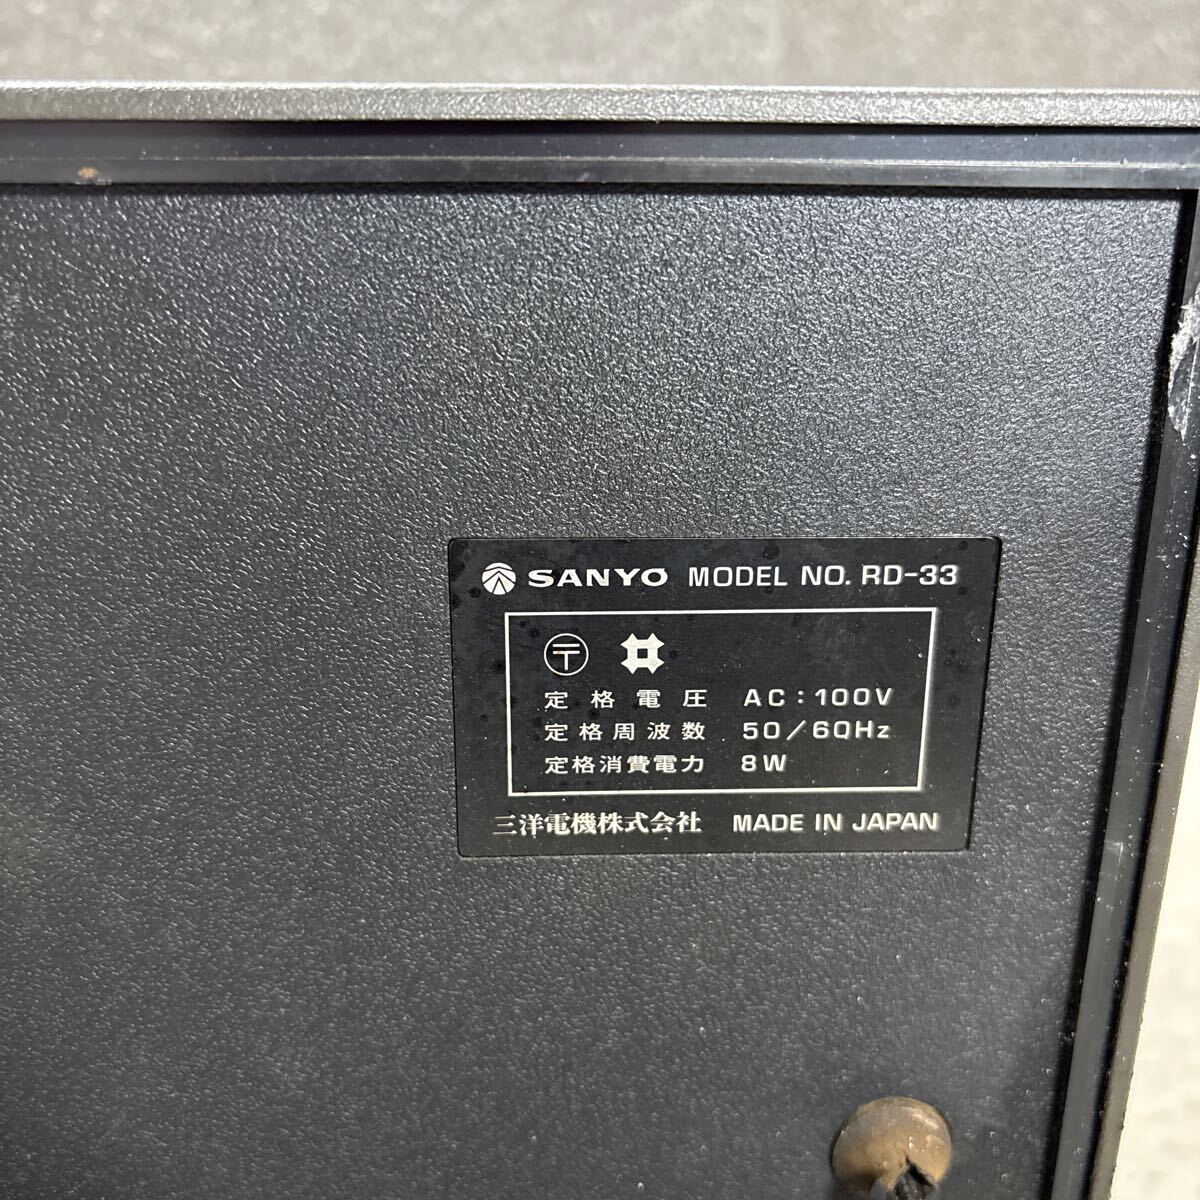 SANYO MODEL NO. RD-33
〒
定格電圧 AC:100V
定格周波数 50/60Hz
定格消費電力 8W
三洋電機株式会社 MADE IN JAPAN